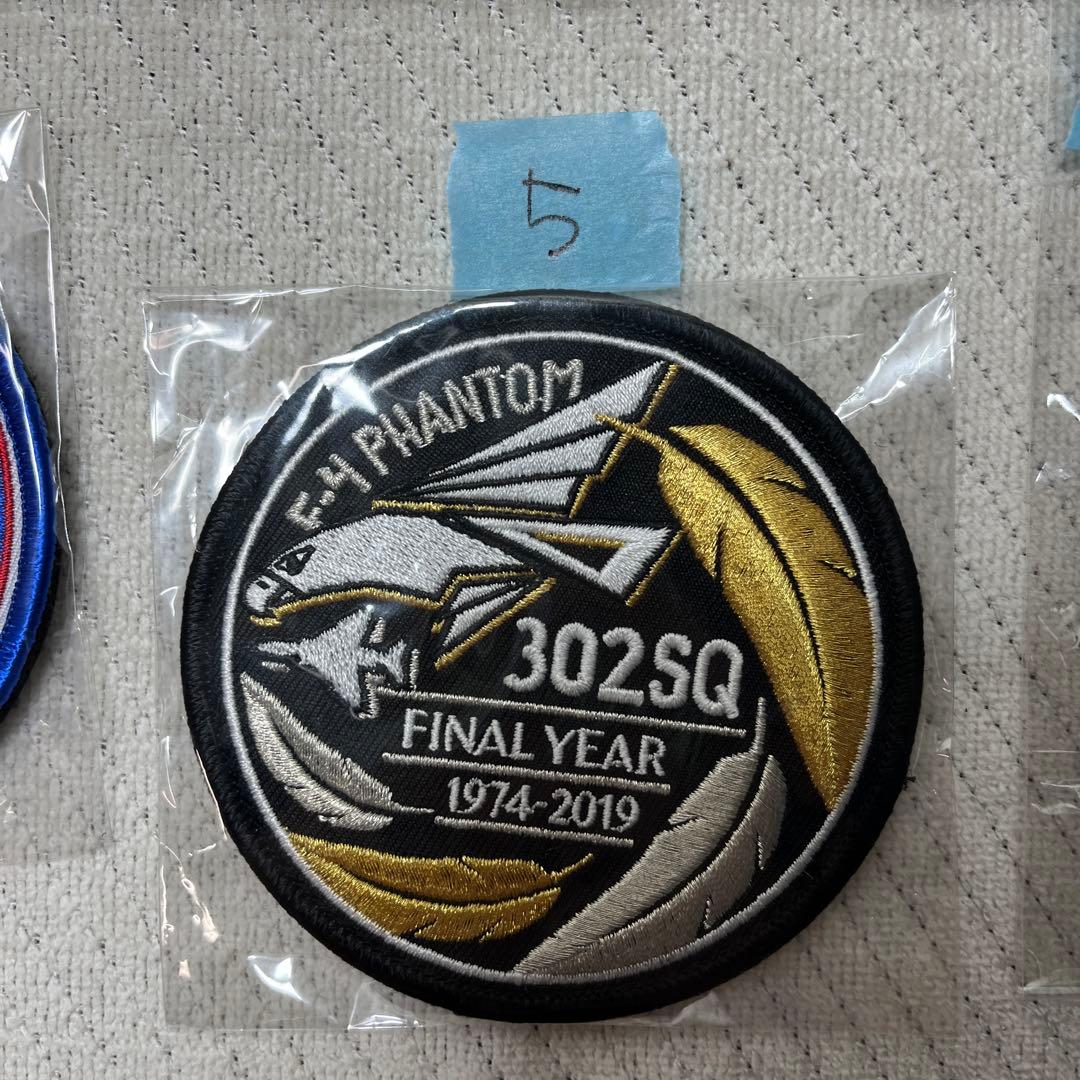 5
F-4 PHANTOM
302SQ
FINAL YEAR
1974-2019